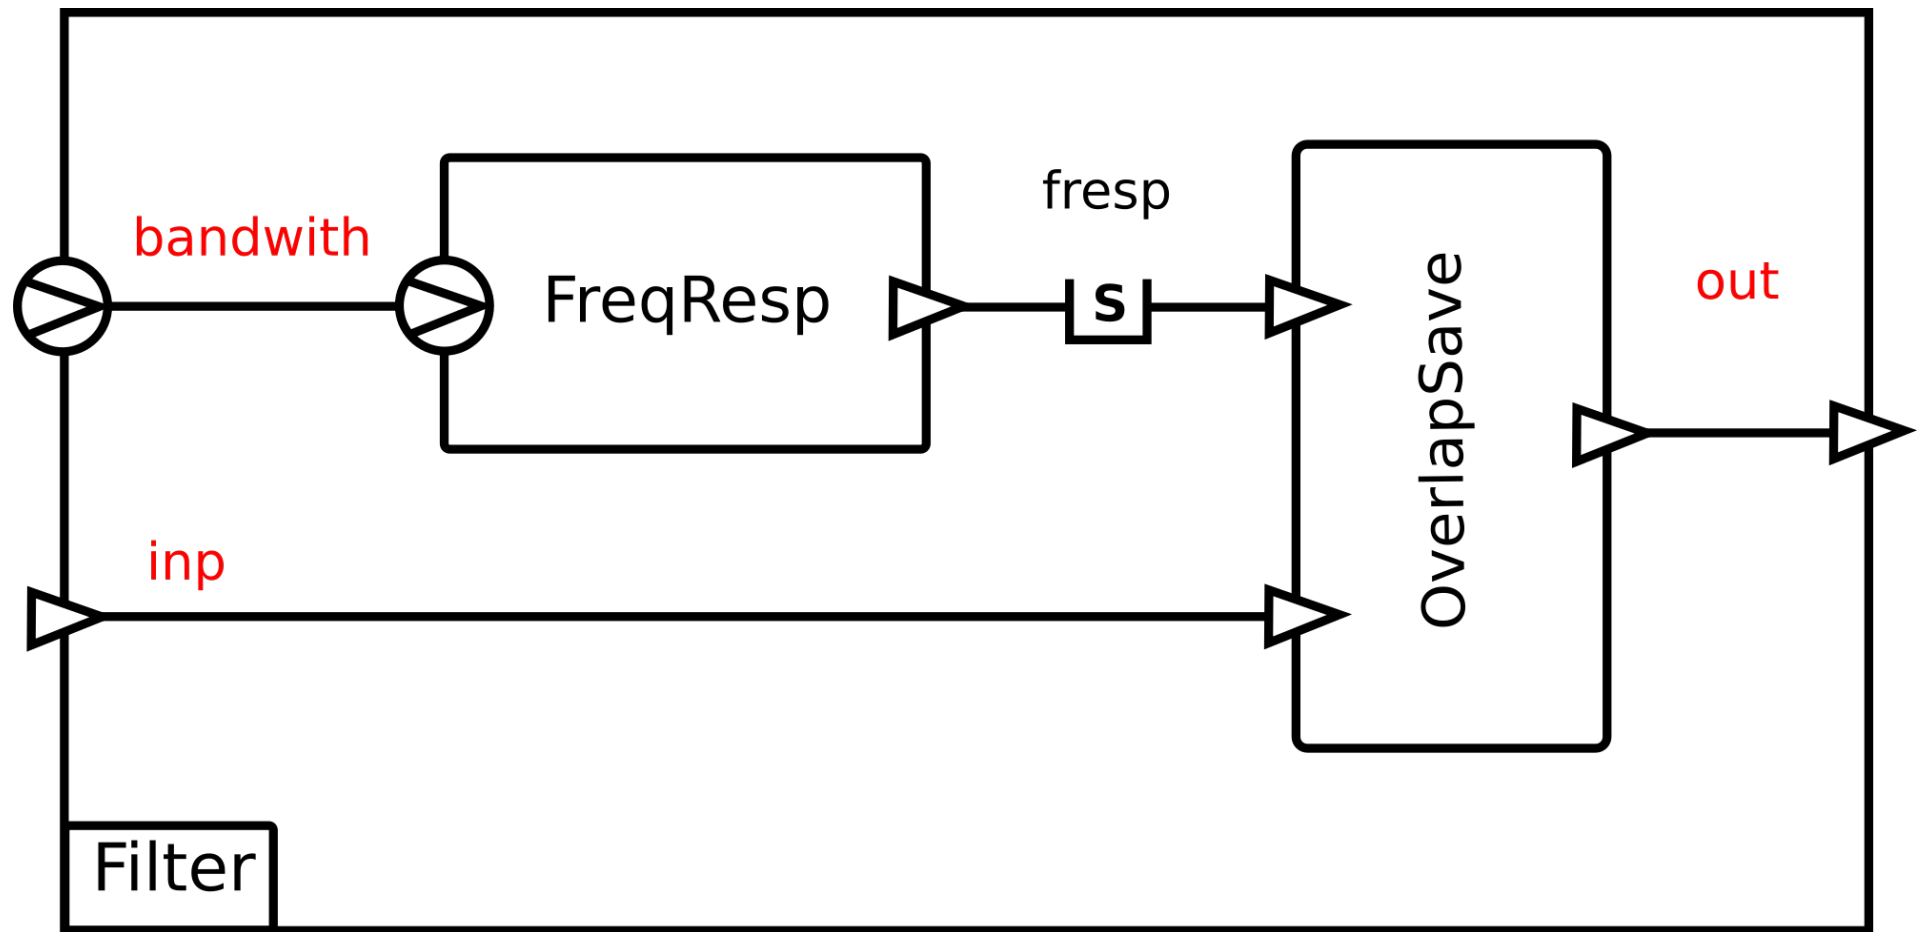 fresp
bandwith
FreqResp
S
OverlapSave
out
inp
Filter